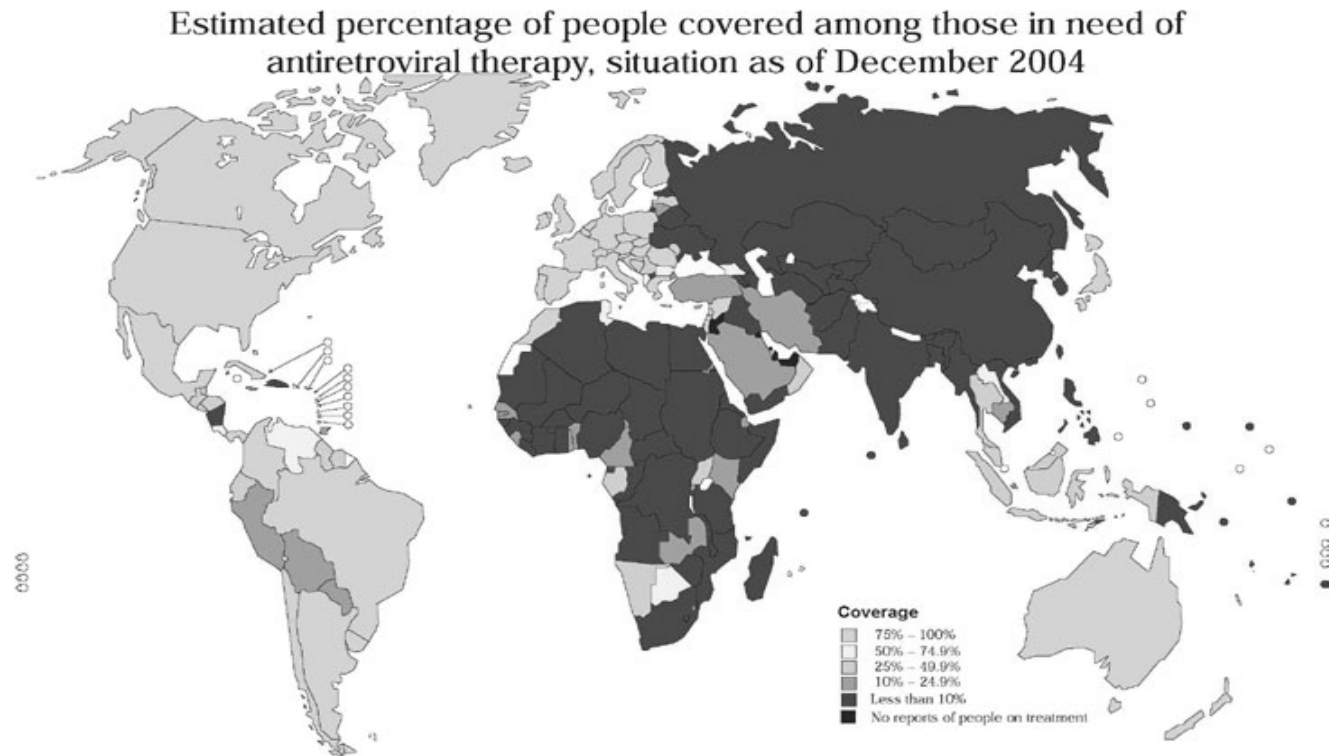 Estimated percentage of people covered among those in need of
antiretroviral therapy, situation as of December 2004
Coverage
75% – 100%
50% – 74.9%
25% – 49.9%
10% – 24.9%
Less than 10%
No reports of people on treatment